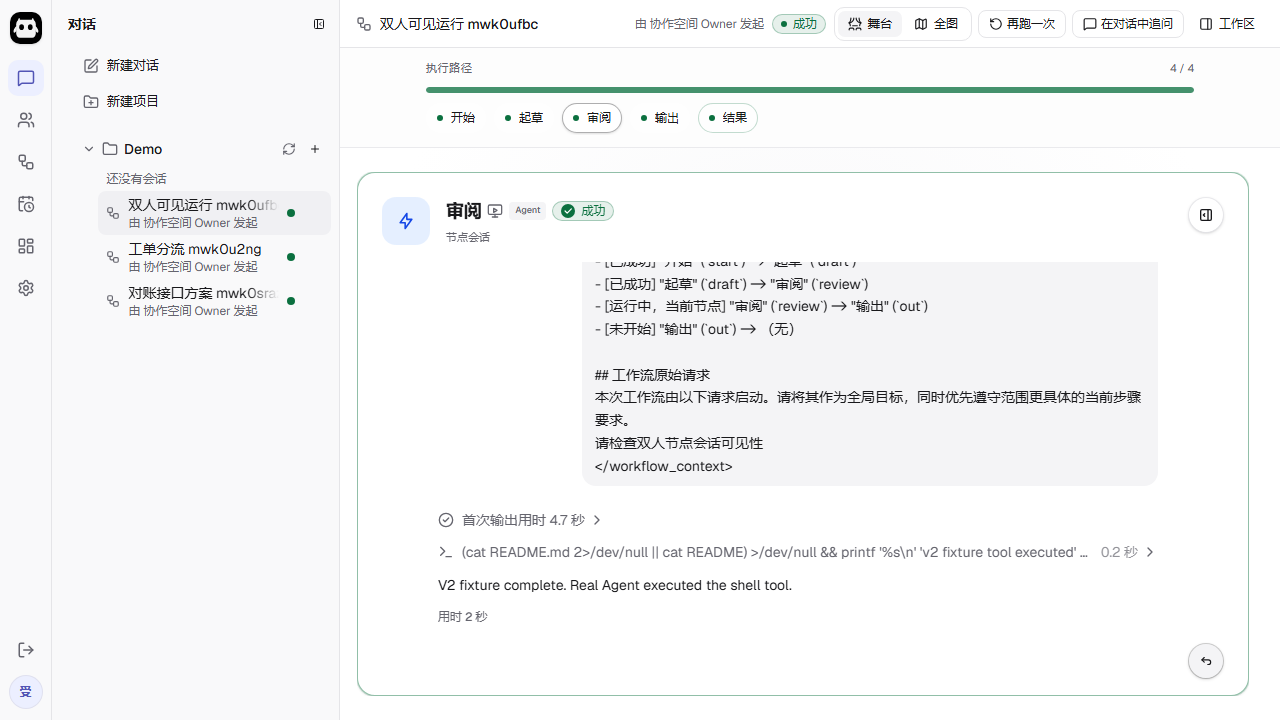 对话
新建对话
新建项目
Demo
还没有会话
双人可见运行 mwk0ufb
由 协作空间 Owner 发起
工单分流 mwk0u2ng
由 协作空间 Owner 发起
对账接口方案 mwk0sra
由 协作空间 Owner 发起
受
双人可见运行 mwk0ufbc
由 协作空间 Owner 发起
成功
舞台
全图
再跑一次
在对话中追问
工作区
执行路径
4 / 4
开始
起草
审阅
输出
结果
审阅
Agent
成功
节点会话
- [已成功] "开始" (`start`) → "起草" (`draft`)
- [已成功] "起草" (`draft`) → "审阅" (`review`)
- [运行中，当前节点] "审阅" (`review`) → "输出" (`out`)
- [未开始] "输出" (`out`) → （无）
## 工作流原始请求
本次工作流由以下请求启动。请将其作为全局目标，同时优先遵守范围更具体的当前步骤
要求。
请检查双人节点会话可见性
</workflow_context>
首次输出用时 4.7 秒
(cat README.md 2>/dev/null || cat README) >/dev/null && printf '%s\n' 'v2 fixture tool executed' …
0.2 秒
V2 fixture complete. Real Agent executed the shell tool.
用时 2 秒